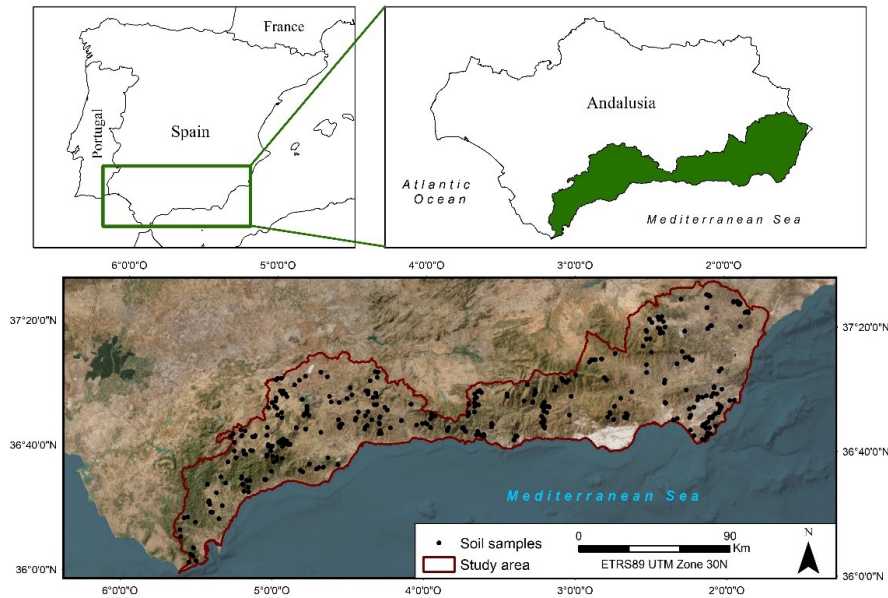 France
Portugal
Spain
Andalusia
Atlantic
Ocean
Mediterranean Sea
6°0'0"O
5°0'0"O
4°0'0"O
3°0'0"O
2°0'0"O
37°20'0"N
37°20'0"N
36°40'0"N
36°40'0"N
Mediterranean Sea
Soil samples
Study area
0
90
Km
ETRS89 UTM Zone 30N
N
36°0'0"N
36°0'0"N
6°0'0"O
5°0'0"O
4°0'0"O
3°0'0"O
2°0'0"O